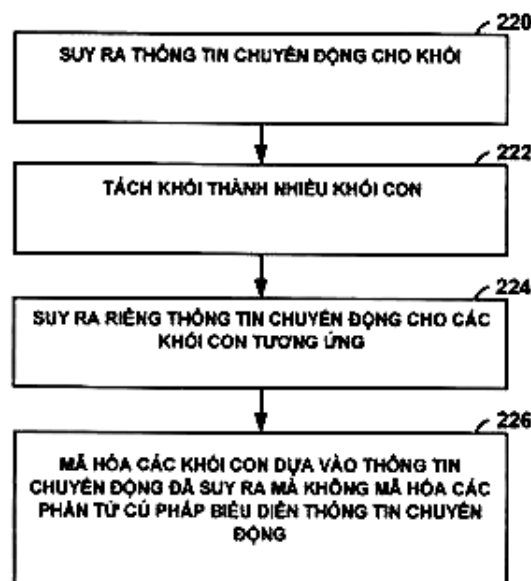 220
SUY RA THÔNG TIN CHUYỂN ĐỘNG CHO KHỐI
222
TÁCH KHỐI THÀNH NHIỀU KHỐI CON
224
SUY RA RIÊNG THÔNG TIN CHUYỂN ĐỘNG CHO CÁC
KHỐI CON TƯƠNG ỨNG
226
MÃ HÓA CÁC KHỐI CON DỰA VÀO THÔNG TIN
CHUYỂN ĐỘNG ĐÃ SUY RA MÀ KHÔNG MÃ HÓA CÁC
PHẦN TỬ CÚ PHÁP BIỂU DIỄN THÔNG TIN CHUYỂN
ĐỘNG